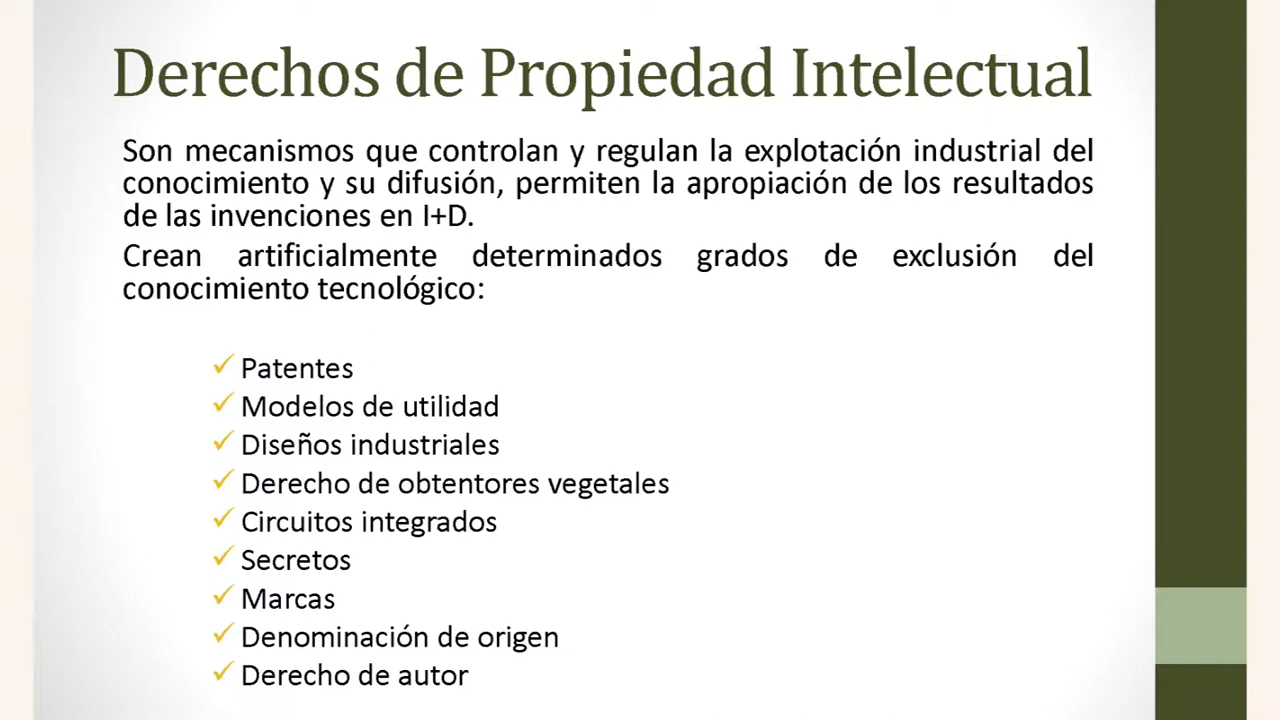 Derechos de Propiedad Intelectual
Son mecanismos que controlan y regulan la explotación industrial del
conocimiento y su difusión, permiten la apropiación de los resultados
de las invenciones en I+D.
Crean artificialmente determinados grados de exclusión del
conocimiento tecnológico:
✓ Patentes
✓ Modelos de utilidad
✓ Diseños industriales
✓ Derecho de obtentores vegetales
✓ Circuitos integrados
✓ Secretos
✓ Marcas
✓ Denominación de origen
✓ Derecho de autor